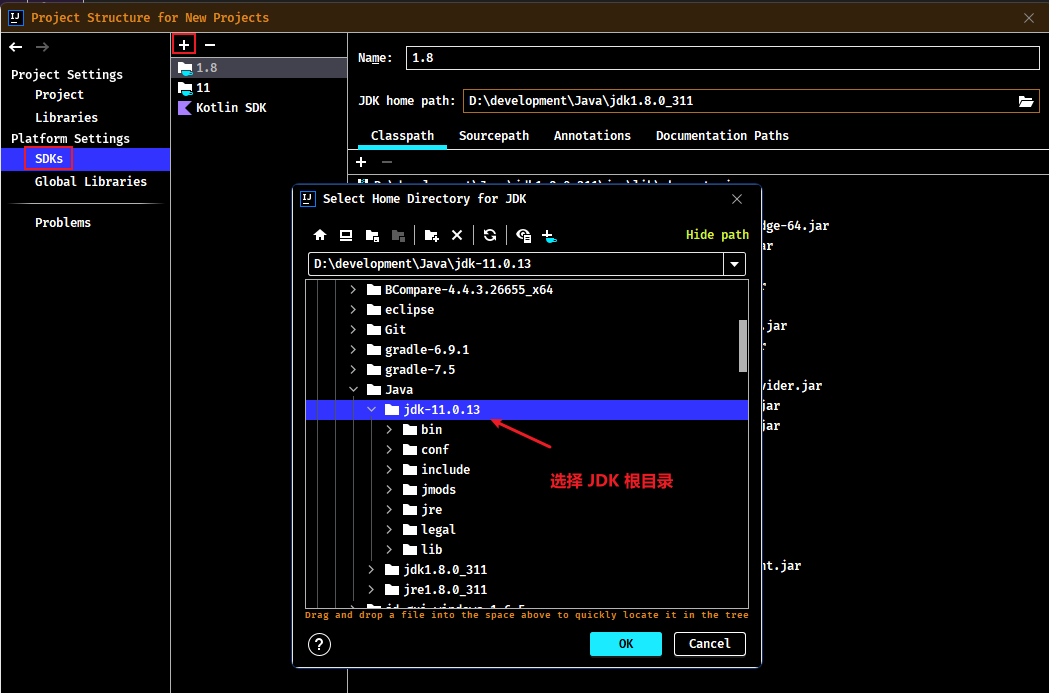 Project Structure for New Projects
Project Settings
Project
Libraries
Platform Settings
SDKs
Global Libraries
Problems
1.8
11
Kotlin SDK
Name: 1.8
JDK home path: D:\development\Java\jdk1.8.0_311
Classpath Sourcepath Annotations Documentation Paths
dge-64.jar
ar
.jar
vider.jar
jar
jar
nt.jar
Select Home Directory for JDK
Hide path
D:\development\Java\jdk-11.0.13
BCompare-4.4.3.26655_x64
eclipse
Git
gradle-6.9.1
gradle-7.5
Java
jdk-11.0.13
bin
conf
include
jmods
jre
legal
lib
jdk1.8.0_311
jre1.8.0_311
选择 JDK 根目录
Drag and drop a file into the space above to quickly locate it in the tree
?
OK
Cancel